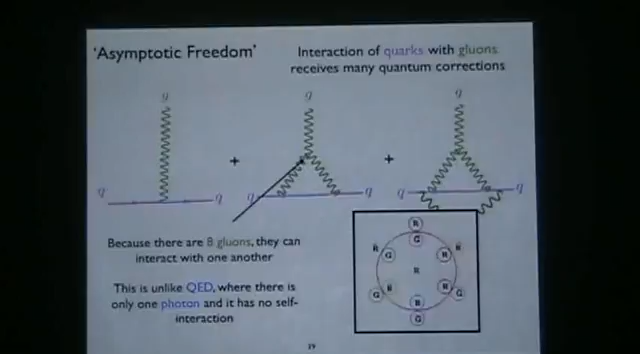 'Asymptotic Freedom'
Interaction of quarks with gluons
receives many quantum corrections
g
g
g
+
+
q
q
q
q
q
q
Because there are 8 gluons, they can
interact with one another
This is unlike QED, where there is
only one photon and it has no self-
interaction
R
G
R̄
R̄
G
R
R
R̄
G
R
G
R
G